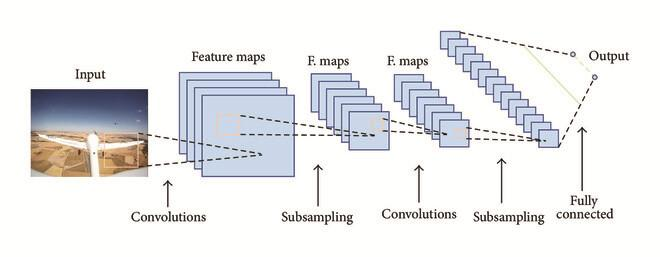 Input
Feature maps
F. maps
F. maps
Output
Convolutions
Subsampling
Convolutions
Subsampling
Fully
connected